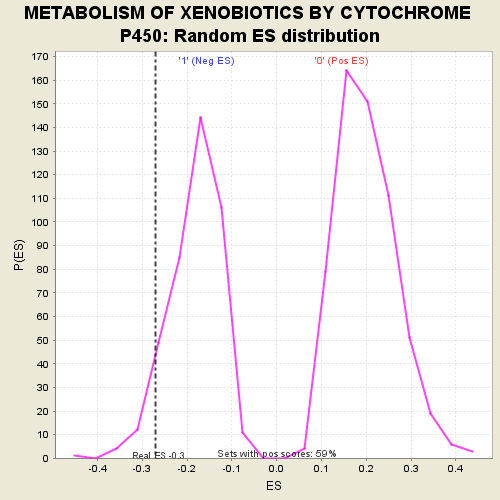 METABOLISM OF XENOBIOTICS BY CYTOCHROME
P450: Random ES distribution
'1' (Neg ES) '0' (Pos ES)
170
160
150
140
130
120
110
100
90
80
70
60
50
40
30
20
10
0
P(ES)
Real ES -0.3 Sets with pos scores: 59%
-0.4 -0.3 -0.2 -0.1 0.0 0.1 0.2 0.3 0.4
ES